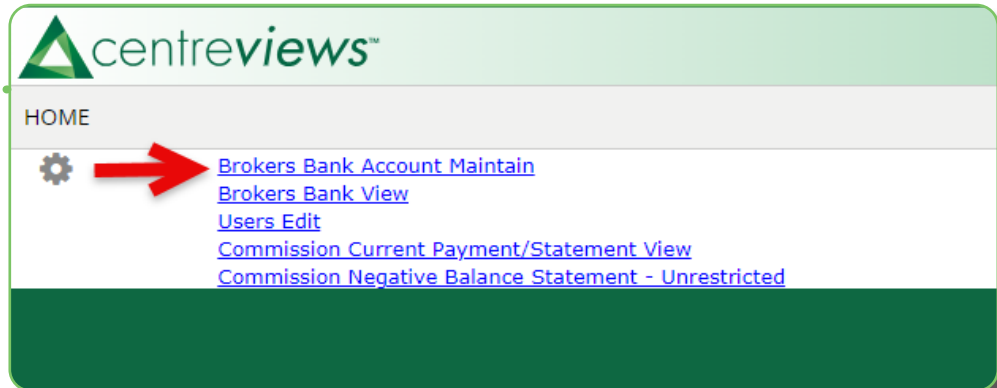 centreviews™
HOME
Brokers Bank Account Maintain
Brokers Bank View
Users Edit
Commission Current Payment/Statement View
Commission Negative Balance Statement - Unrestricted